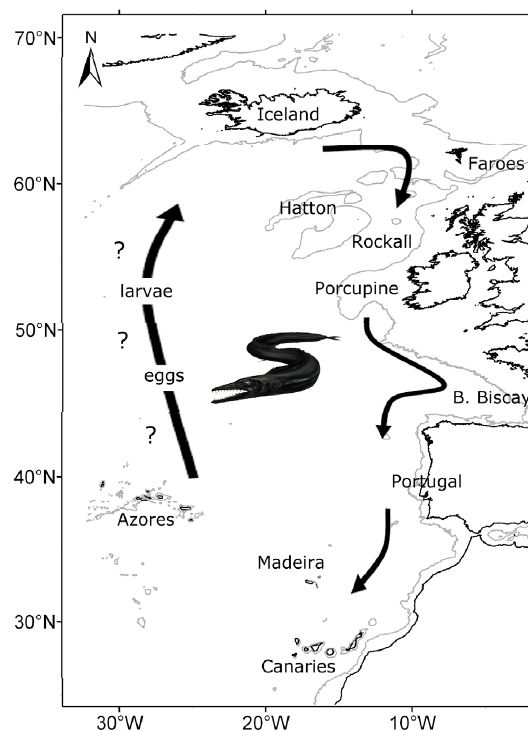 70°N
N
Iceland
Faroes
60°N
Hatton
Rockall
?
larvae
Porcupine
50°N
?
eggs
B. Biscay
?
40°N
Portugal
Azores
Madeira
30°N
Canaries
30°W
20°W
10°W